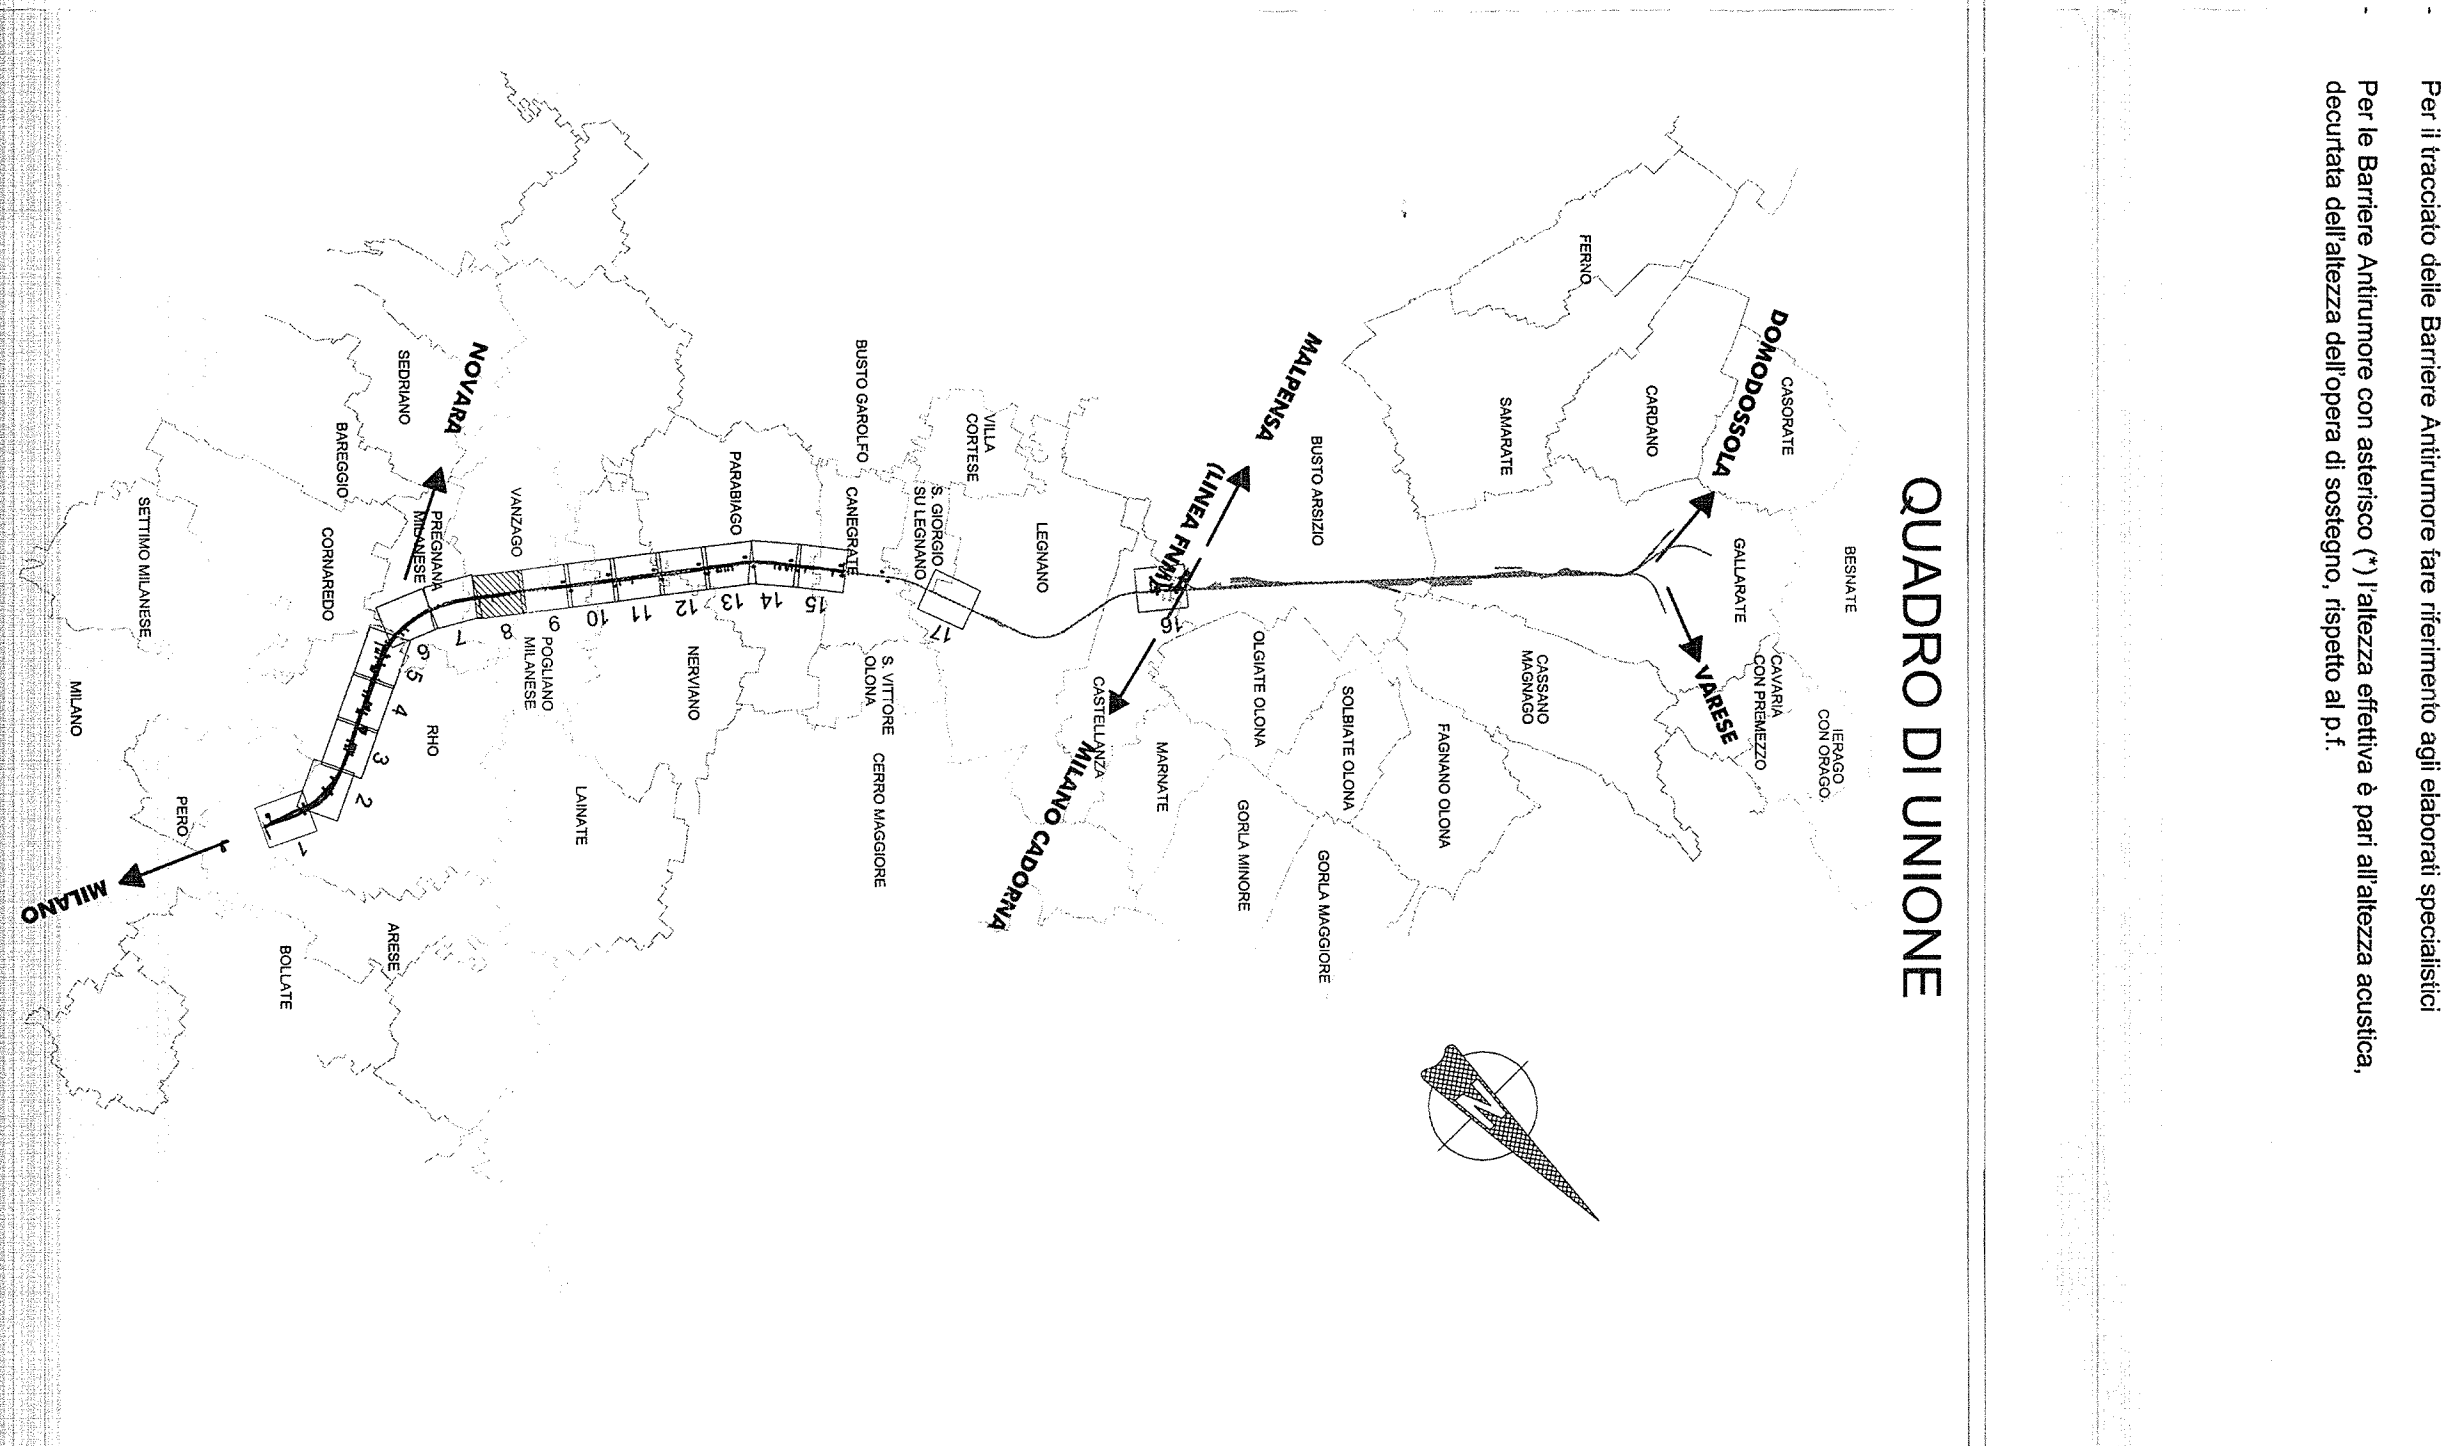 - Per il tracciato delle Barriere Antirumore fare riferimento agli elaborati specialistici
- Per le Barriere Antirumore con asterisco (*) l'altezza effettiva è pari all'altezza acustica,
decurtata dell'altezza dell'opera di sostegno, rispetto al p.f.
QUADRO DI UNIONE
BESNATE
IERAGO
CON ORAGO
CASORATE
DOMODOSSOLA
GALLARATE
CAVARIA
CON PREMEZZO
VARESE
CARDANO
FERNO
SAMARATE
CASSANO
MAGNAGO
FAGNANO OLONA
BUSTO ARSIZIO
SOLBIATE OLONA
GORLA MAGGIORE
MALPENSA
(LINEA FNM)
OLGIATE OLONA
GORLA MINORE
16
MARNATE
CASTELLANZA
MILANO CADORNA
LEGNANO
VILLA
CORTESE
S. GIORGIO
SU LEGNANO
17
BUSTO GAROLFO
CANEGRATE
S. VITTORE
OLONA
CERRO MAGGIORE
15
14
13
12
11
10
9
8
7
6
5
4
3
2
1
PARABIAGO
NERVIANO
VANZAGO
POGLIANO
MILANESE
LAINATE
NOVARA
PREGNANA
MILANESE
SEDRIANO
RHO
ARESE
BAREGGIO
CORNAREDO
BOLLATE
SETTIMO MILANESE
PERO
MILANO
MILANO
N